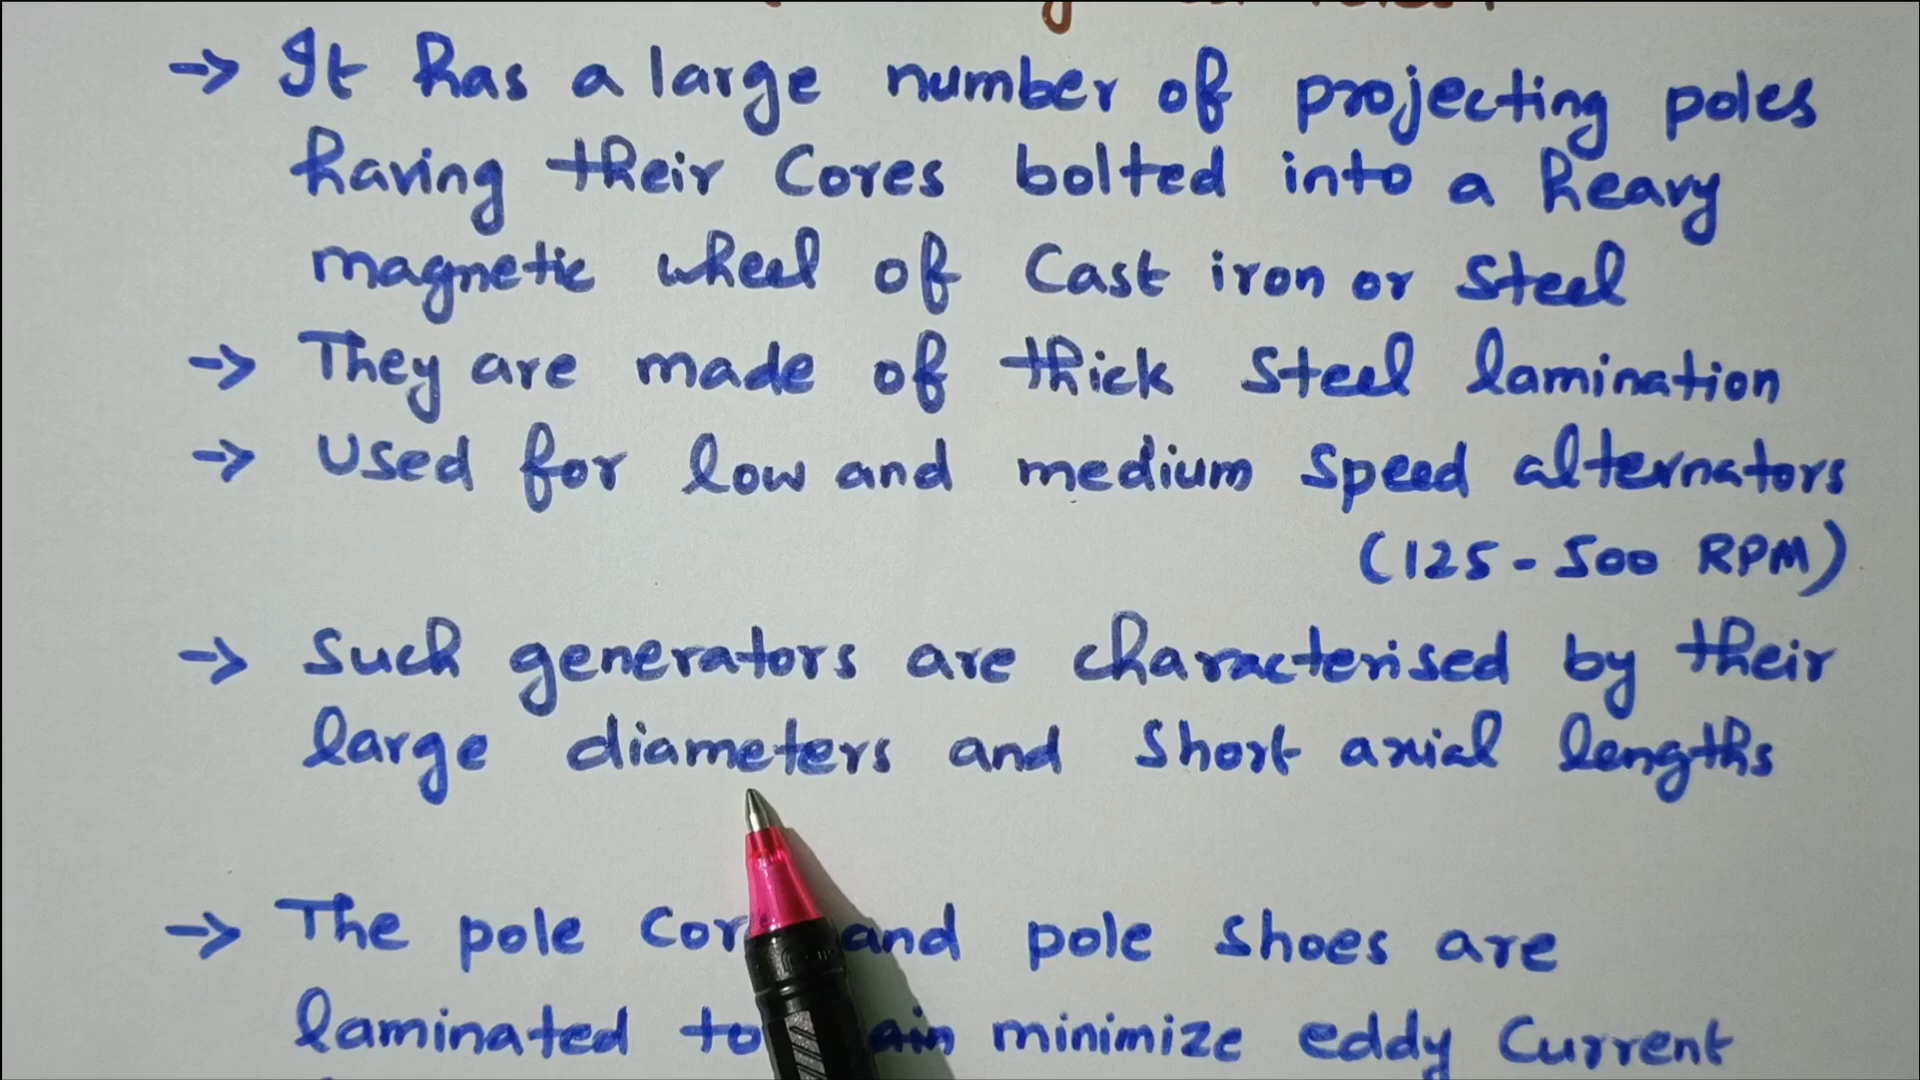 → It has a large number of projecting poles
having their Cores bolted into a heavy
magnetic wheel of Cast iron or Steel
→ They are made of thick Steel lamination
→ Used for low and medium Speed alternators
(125-500 RPM)
→ Such generators are characterised by their
large diameters and Short axial lengths
→ The pole and pole Shoes are
laminated to minimize eddy Current